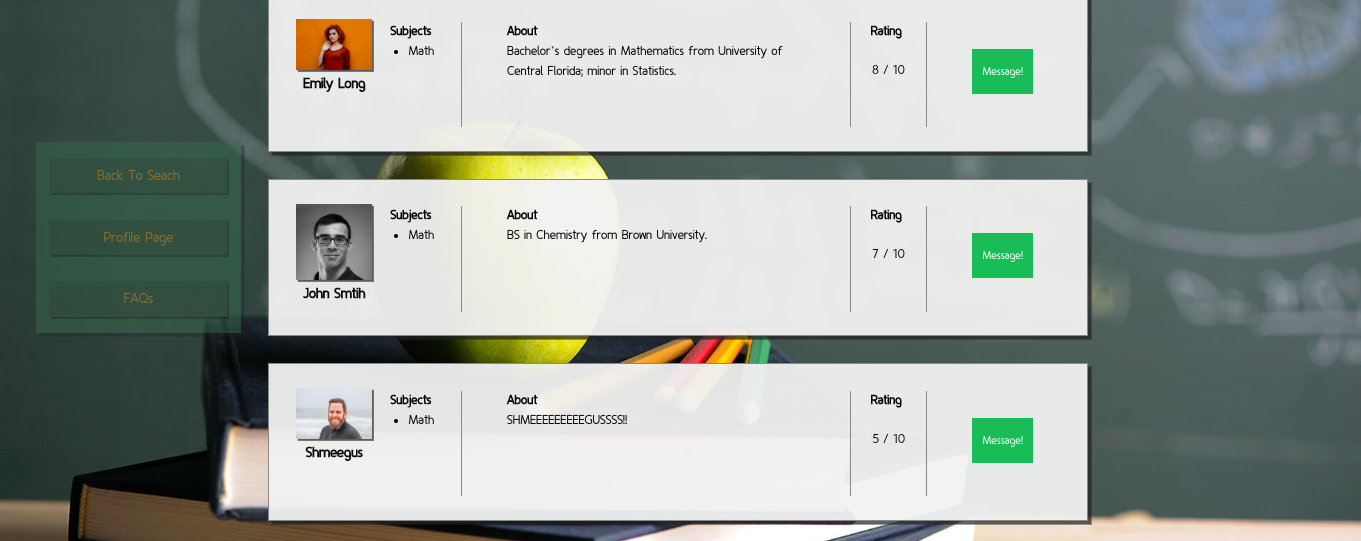 Subjects
Math
About
Bachelor's degrees in Mathematics from University of
Central Florida; minor in Statistics.
Rating
8 / 10
Message!
Emily Long
Back To Seach
Profile Page
FAQs
Subjects
Math
About
BS in Chemistry from Brown University.
Rating
7 / 10
Message!
John Smtih
Subjects
Math
About
SHMEEEEEEEEEGUSSSS!!
Rating
5 / 10
Message!
Shmeegus